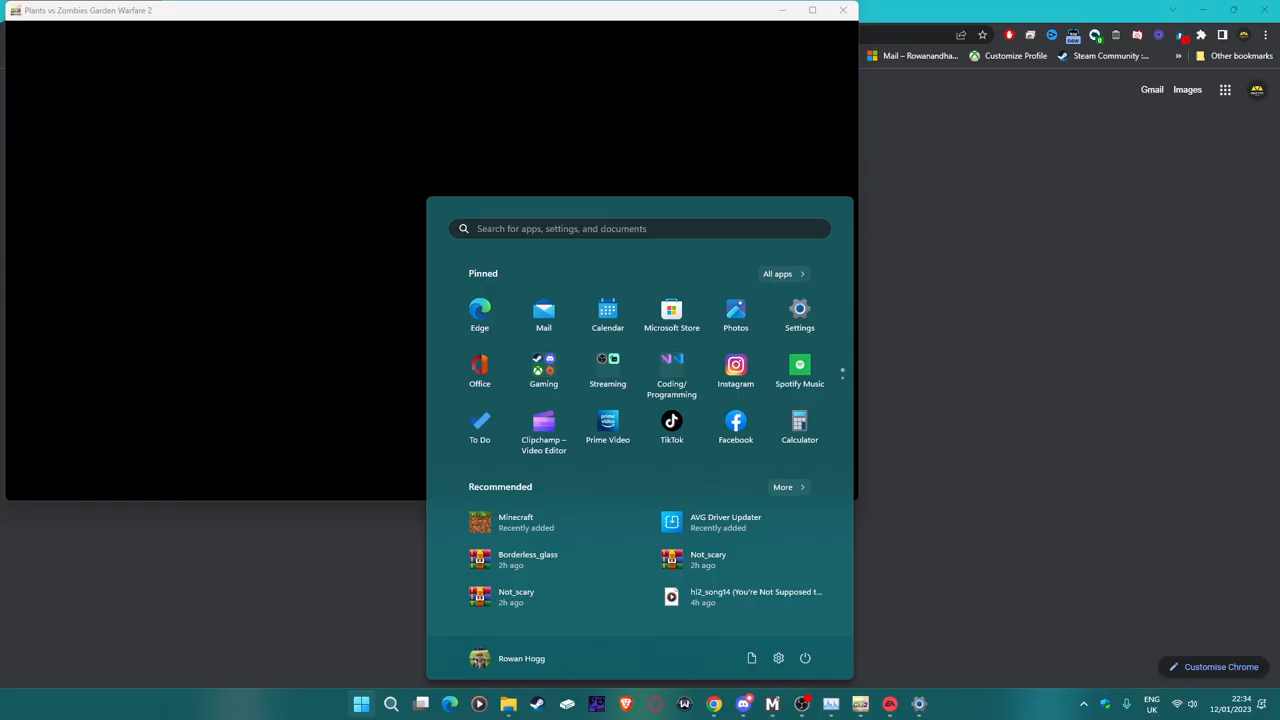 Plants vs Zombies Garden Warfare 2
new
Mail – Rowanandha...
Customize Profile
Steam Community :...
»
Other bookmarks
Gmail
Images
Search for apps, settings, and documents
Pinned
All apps
Edge
Mail
Calendar
Microsoft Store
Photos
Settings
Office
Gaming
Streaming
Coding/
Programming
Instagram
Spotify Music
To Do
Clipchamp –
Video Editor
prime video
Prime Video
TikTok
Facebook
Calculator
Recommended
More
Minecraft
Recently added
AVG Driver Updater
Recently added
Borderless_glass
2h ago
Not_scary
2h ago
Not_scary
2h ago
hl2_song14 (You're Not Supposed t...
4h ago
Rowan Hogg
Customise Chrome
ENG
UK
22:34
12/01/2023